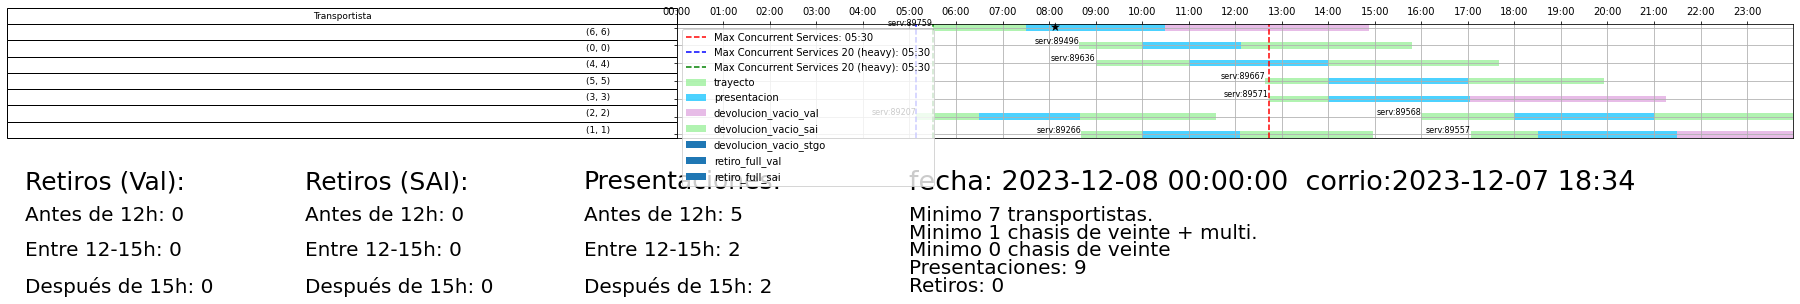 Transportista
00:00 01:00 02:00 03:00 04:00 05:00 06:00 07:00 08:00 09:00 10:00 11:00 12:00 13:00 14:00 15:00 16:00 17:00 18:00 19:00 20:00 21:00 22:00 23:00
(6, 6)
serv:89759
(0, 0)
serv:89496
(4, 4)
serv:89636
(5, 5)
serv:89667
(3, 3)
serv:89571
(2, 2)
serv:89568
(1, 1)
serv:89266
serv:89557
Max Concurrent Services: 05:30
Max Concurrent Services 20 (heavy): 05:30
Max Concurrent Services 20 (heavy): 05:30
trayecto
presentacion
devolucion_vacio_val
devolucion_vacio_sai
devolucion_vacio_stgo
retiro_full_val
retiro_full_sai
Retiros (Val):
Antes de 12h: 0
Entre 12-15h: 0
Después de 15h: 0
Retiros (SAI):
Antes de 12h: 0
Entre 12-15h: 0
Después de 15h: 0
Presentaciones:
Antes de 12h: 5
Entre 12-15h: 2
Después de 15h: 2
fecha: 2023-12-08 00:00:00 corrio:2023-12-07 18:34
Minimo 7 transportistas.
Minimo 1 chasis de veinte + multi.
Minimo 0 chasis de veinte
Presentaciones: 9
Retiros: 0